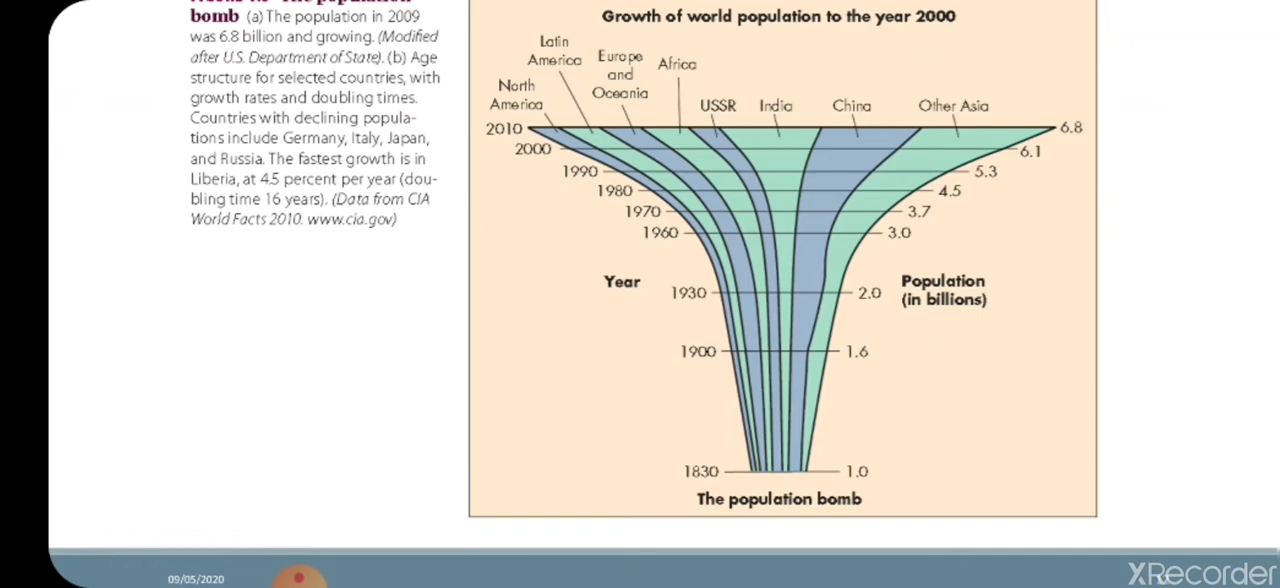 bomb (a) The population in 2009
was 6.8 billion and growing. (Modified
after U.S. Department of State). (b) Age
structure for selected countries, with
growth rates and doubling times.
Countries with declining popula-
tions include Germany, Italy, Japan,
and Russia. The fastest growth is in
Liberia, at 4.5 percent per year (dou-
bling time 16 years). (Data from CIA
World Facts 2010. www.cia.gov)
Growth of world population to the year 2000
Latin
America
Europe
and
Oceania
Africa
North
America
USSR
India
China
Other Asia
2010
6.8
2000
6.1
1990
5.3
1980
4.5
1970
3.7
1960
3.0
Year
Population
(in billions)
1930
2.0
1900
1.6
1830
1.0
The population bomb
09/05/2020
XRecorder